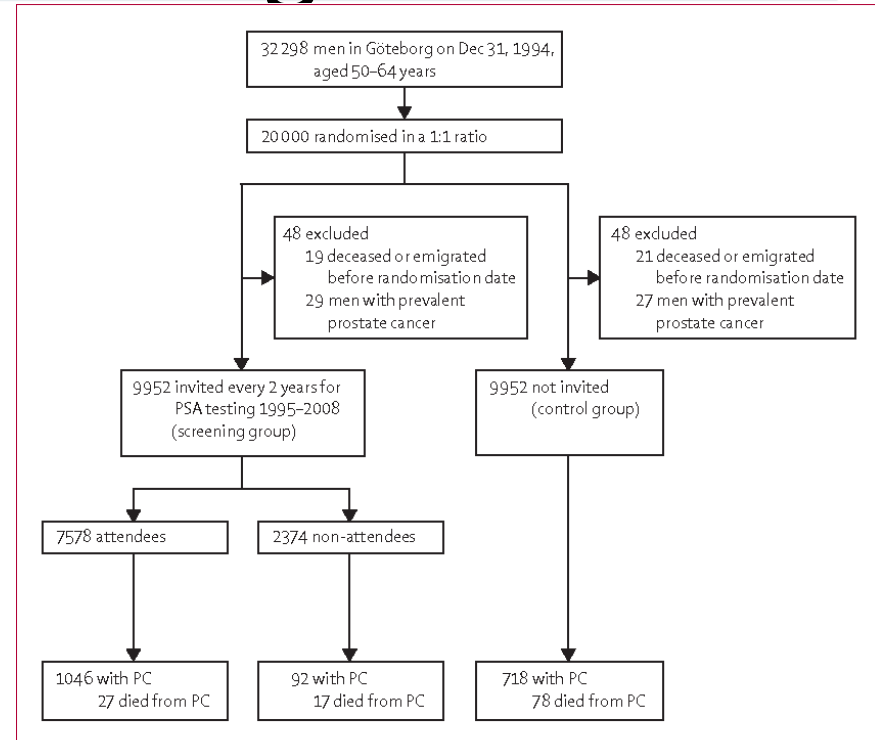 32298 men in Göteborg on Dec 31, 1994,
aged 50–64 years
20000 randomised in a 1:1 ratio
48 excluded
19 deceased or emigrated
before randomisation date
29 men with prevalent
prostate cancer
48 excluded
21 deceased or emigrated
before randomisation date
27 men with prevalent
prostate cancer
9952 invited every 2 years for
PSA testing 1995–2008
(screening group)
9952 not invited
(control group)
7578 attendees
2374 non-attendees
1046 with PC
27 died from PC
92 with PC
17 died from PC
718 with PC
78 died from PC